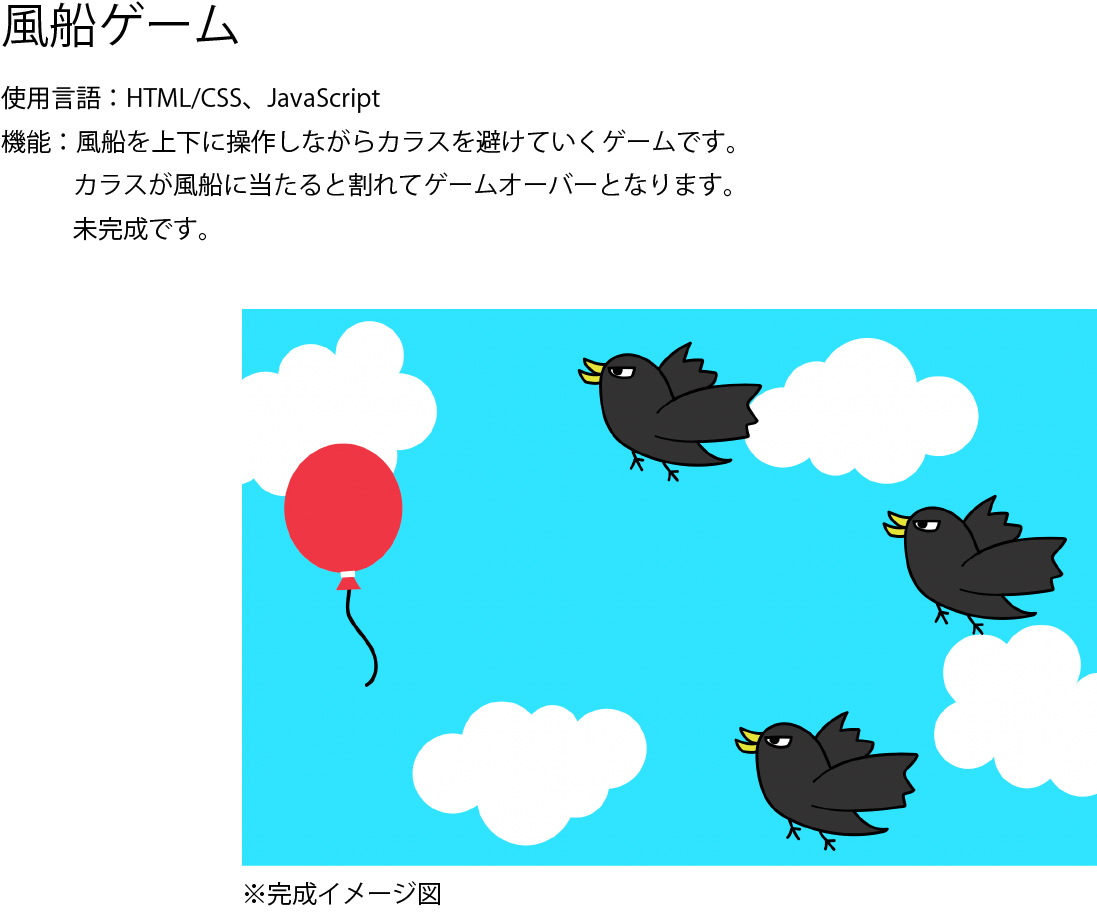 風船ゲーム
使用言語：HTML/CSS、JavaScript
機能：風船を上下に操作しながらカラスを避けていくゲームです。
カラスが風船に当たると割れてゲームオーバーとなります。
未完成です。
※完成イメージ図